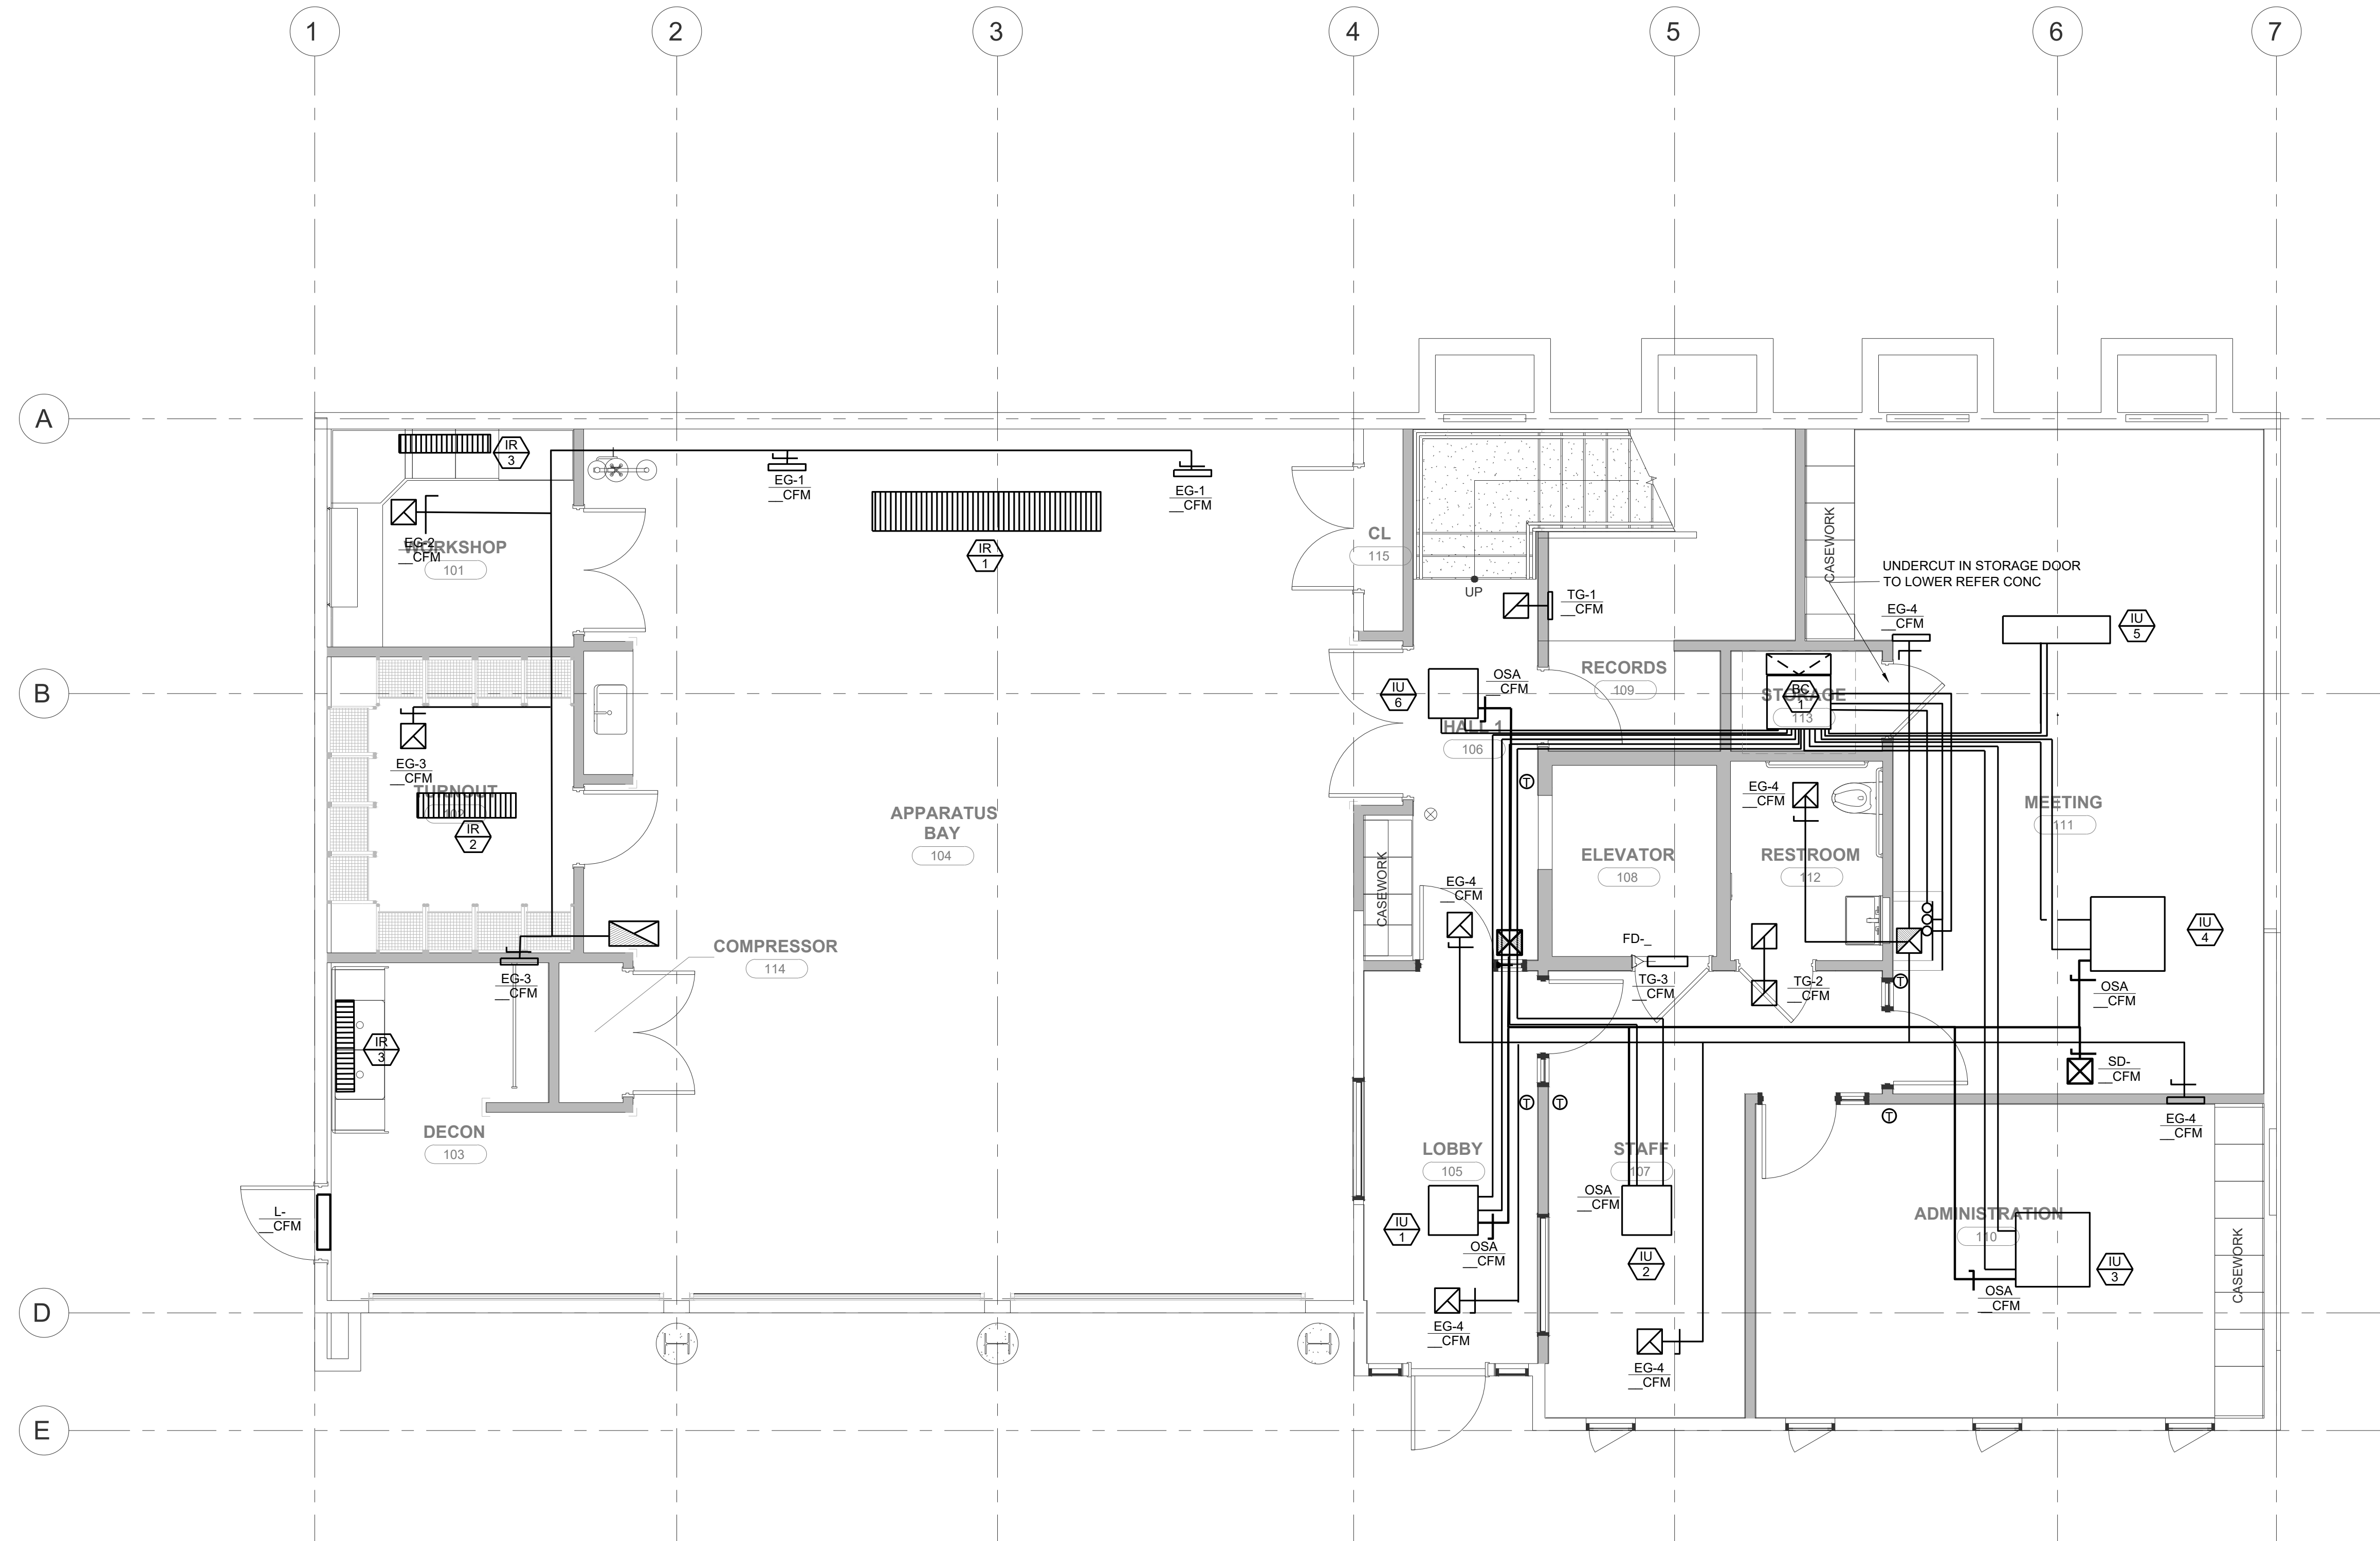 1
2
3
4
5
6
7
A
IR
3
EG-1
__CFM
EG-1
__CFM
IR
1
EG-2
__CFM
WORKSHOP
101
CL
115
UP
TG-1
__CFM
CASEWORK
UNDERCUT IN STORAGE DOOR
TO LOWER REFER CONC
EG-4
__CFM
IU
5
B
IU
6
OSA
__CFM
RECORDS
109
BC
1
STORAGE
113
HALL 1
106
T
EG-3
__CFM
TURNOUT
102
IR
2
APPARATUS
BAY
104
EG-4
__CFM
MEETING
111
ELEVATOR
108
RESTROOM
112
CASEWORK
EG-4
__CFM
IU
4
COMPRESSOR
114
FD-_
EG-3
__CFM
TG-3
__CFM
TG-2
__CFM
T
OSA
__CFM
IR
3
SD-
__CFM
T
T
T
EG-4
__CFM
DECON
103
LOBBY
105
STAFF
107
L-
__CFM
IU
1
OSA
__CFM
OSA
__CFM
IU
2
ADMINISTRATION
110
IU
3
OSA
__CFM
CASEWORK
D
EG-4
__CFM
EG-4
__CFM
E